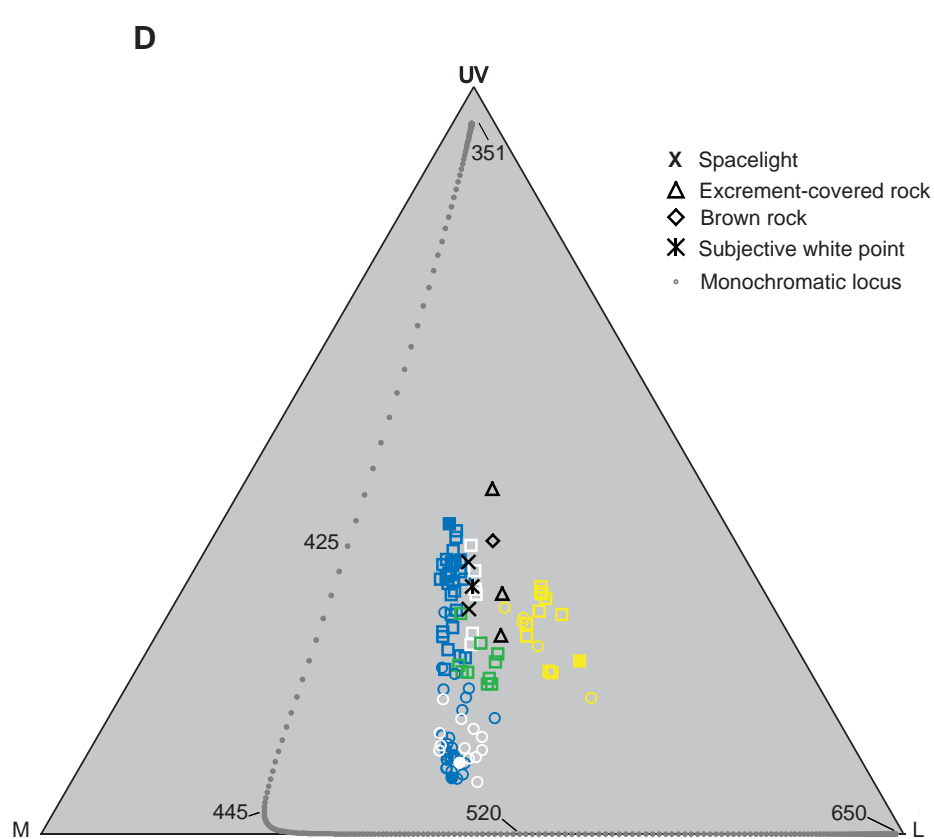 D
UV
351
X Spacelight
Excrement-covered rock
Brown rock
Subjective white point
Monochromatic locus
425
445
520
650
M
L